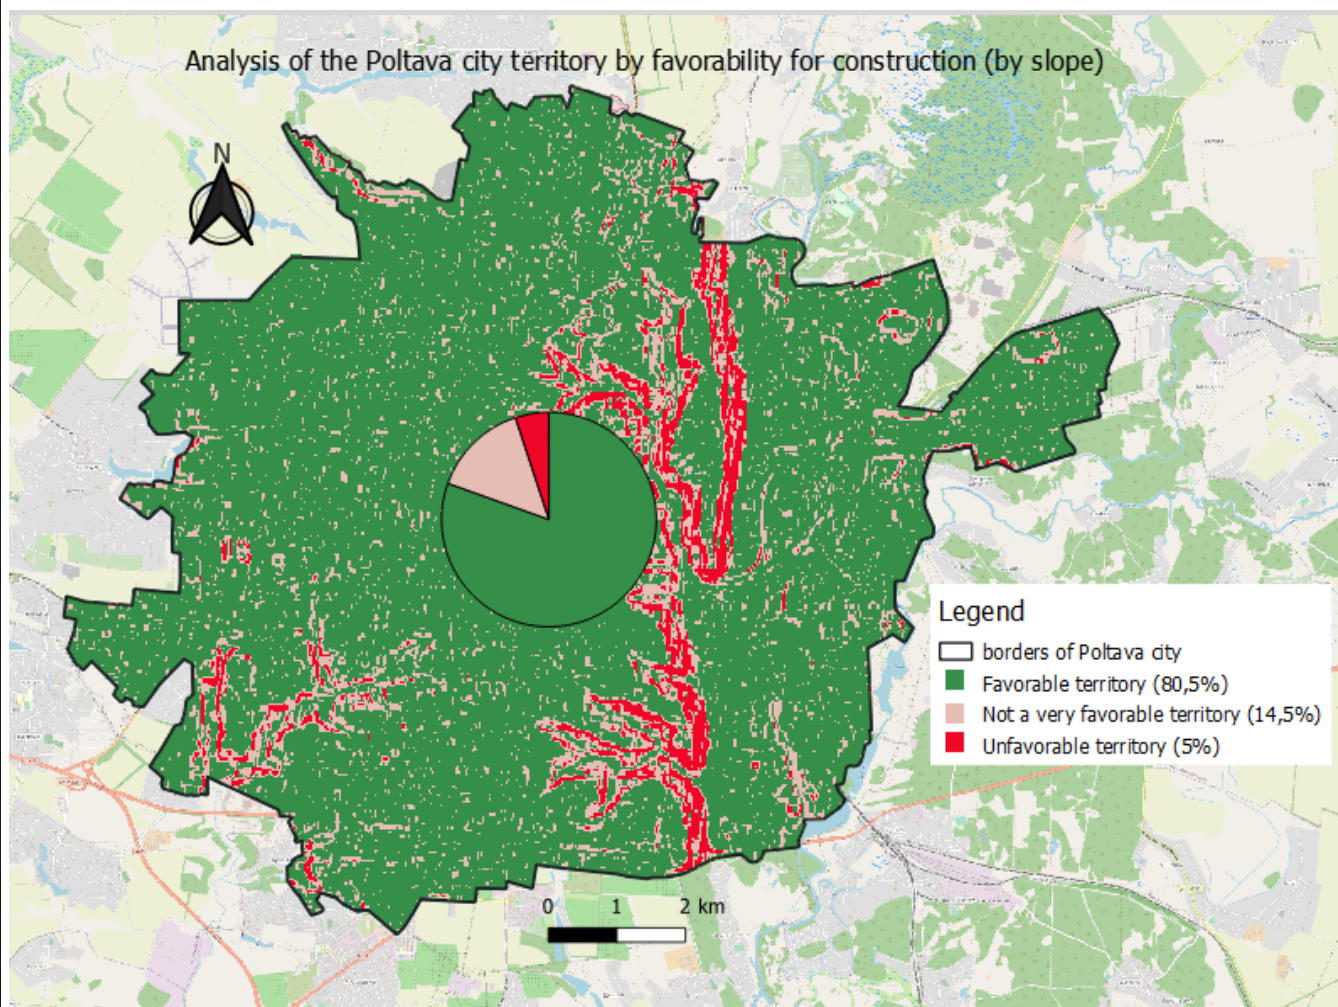 Analysis of the Poltava city territory by favorability for construction (by slope)
N
Legend
borders of Poltava city
Favorable territory (80,5%)
Not a very favorable territory (14,5%)
Unfavorable territory (5%)
0 1 2 km